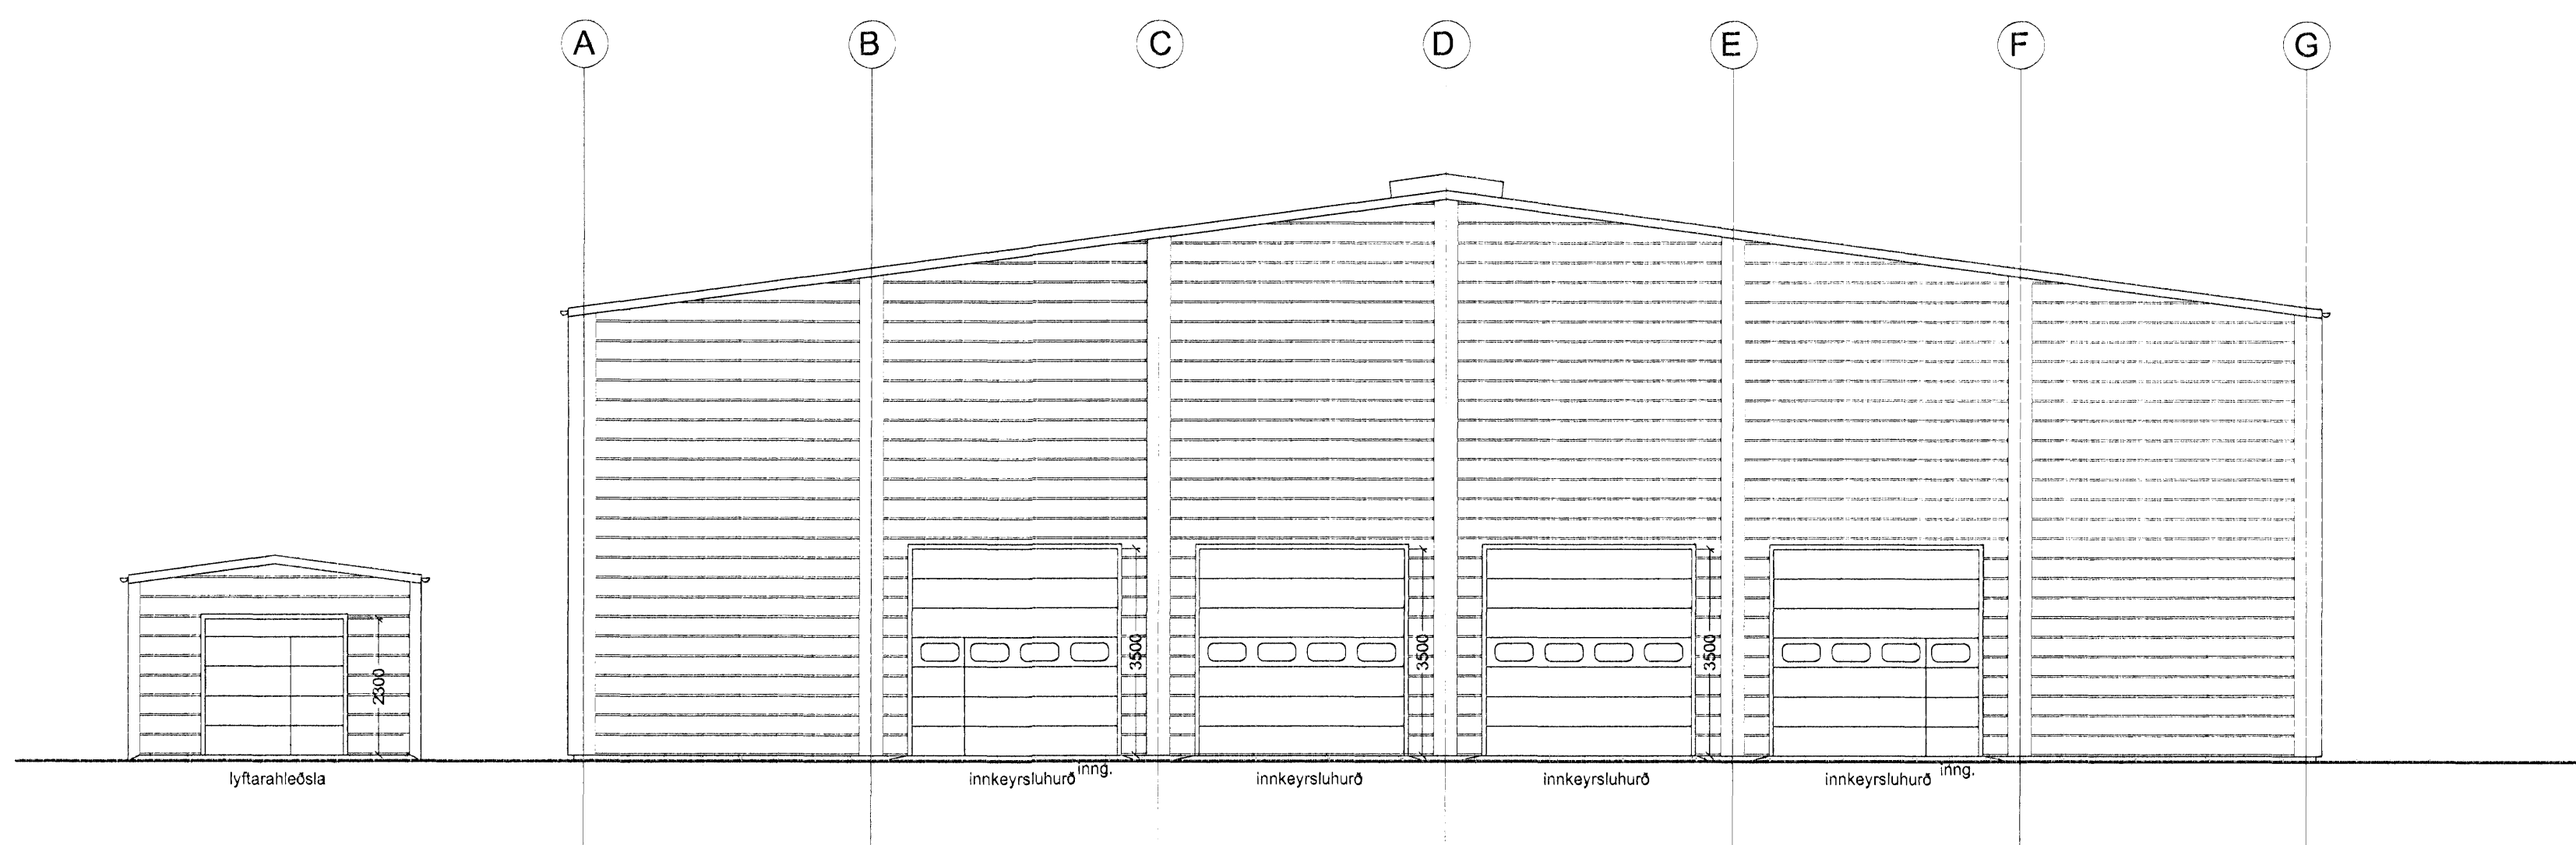 A B C D E F G
2300
3500
3500
3500
lyftarahleðsla
innkeyrsluhurð inng.
innkeyrsluhurð
innkeyrsluhurð
innkeyrsluhurð inng.